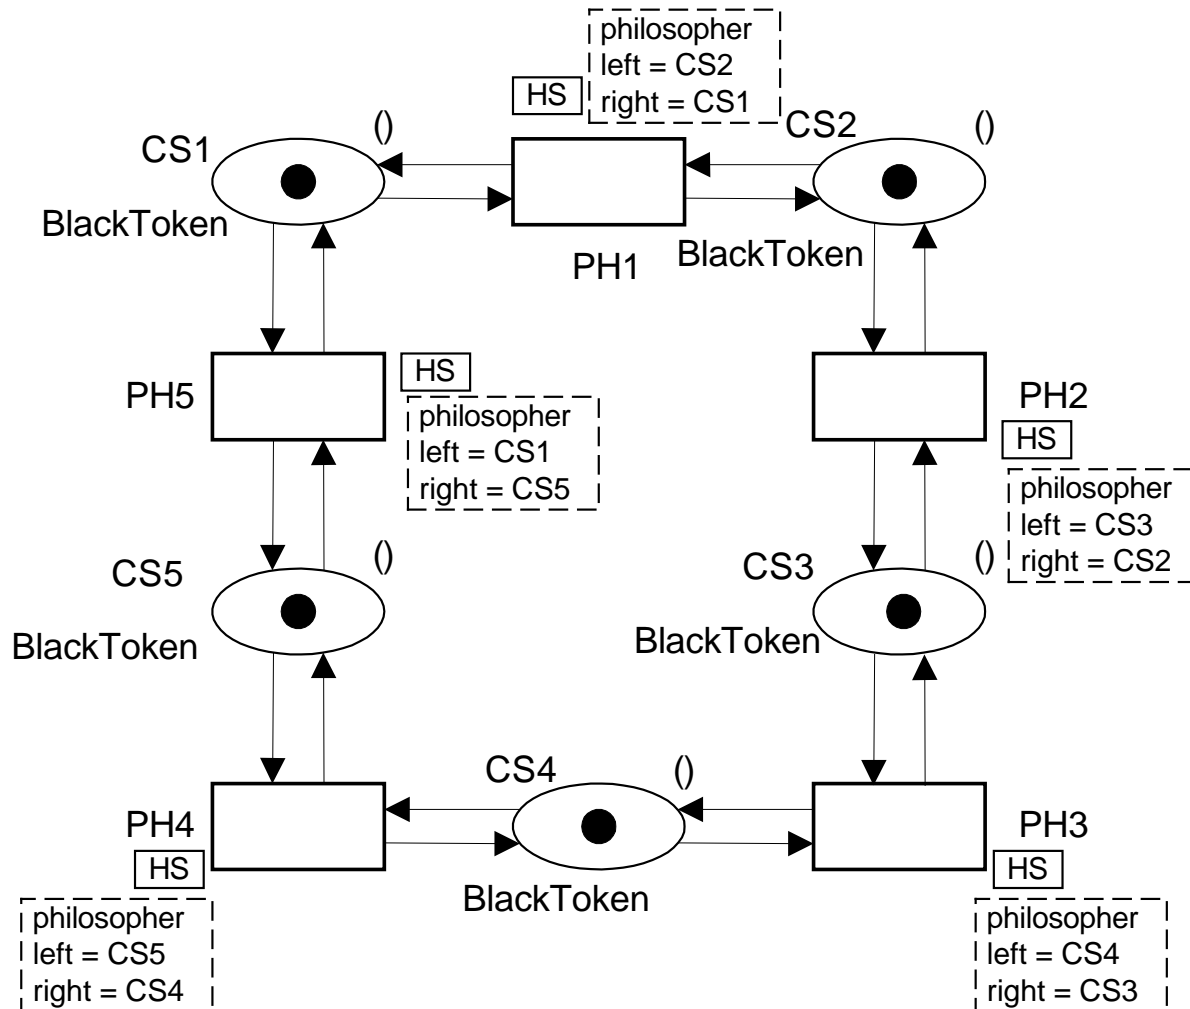 philosopher
left = CS2
right = CS1
HS
CS1
()
CS2
()
BlackToken
PH1
BlackToken
PH5
HS
philosopher
left = CS1
right = CS5
PH2
HS
philosopher
left = CS3
right = CS2
CS5
()
CS3
()
BlackToken
BlackToken
CS4
()
PH4
HS
philosopher
left = CS5
right = CS4
BlackToken
PH3
HS
philosopher
left = CS4
right = CS3